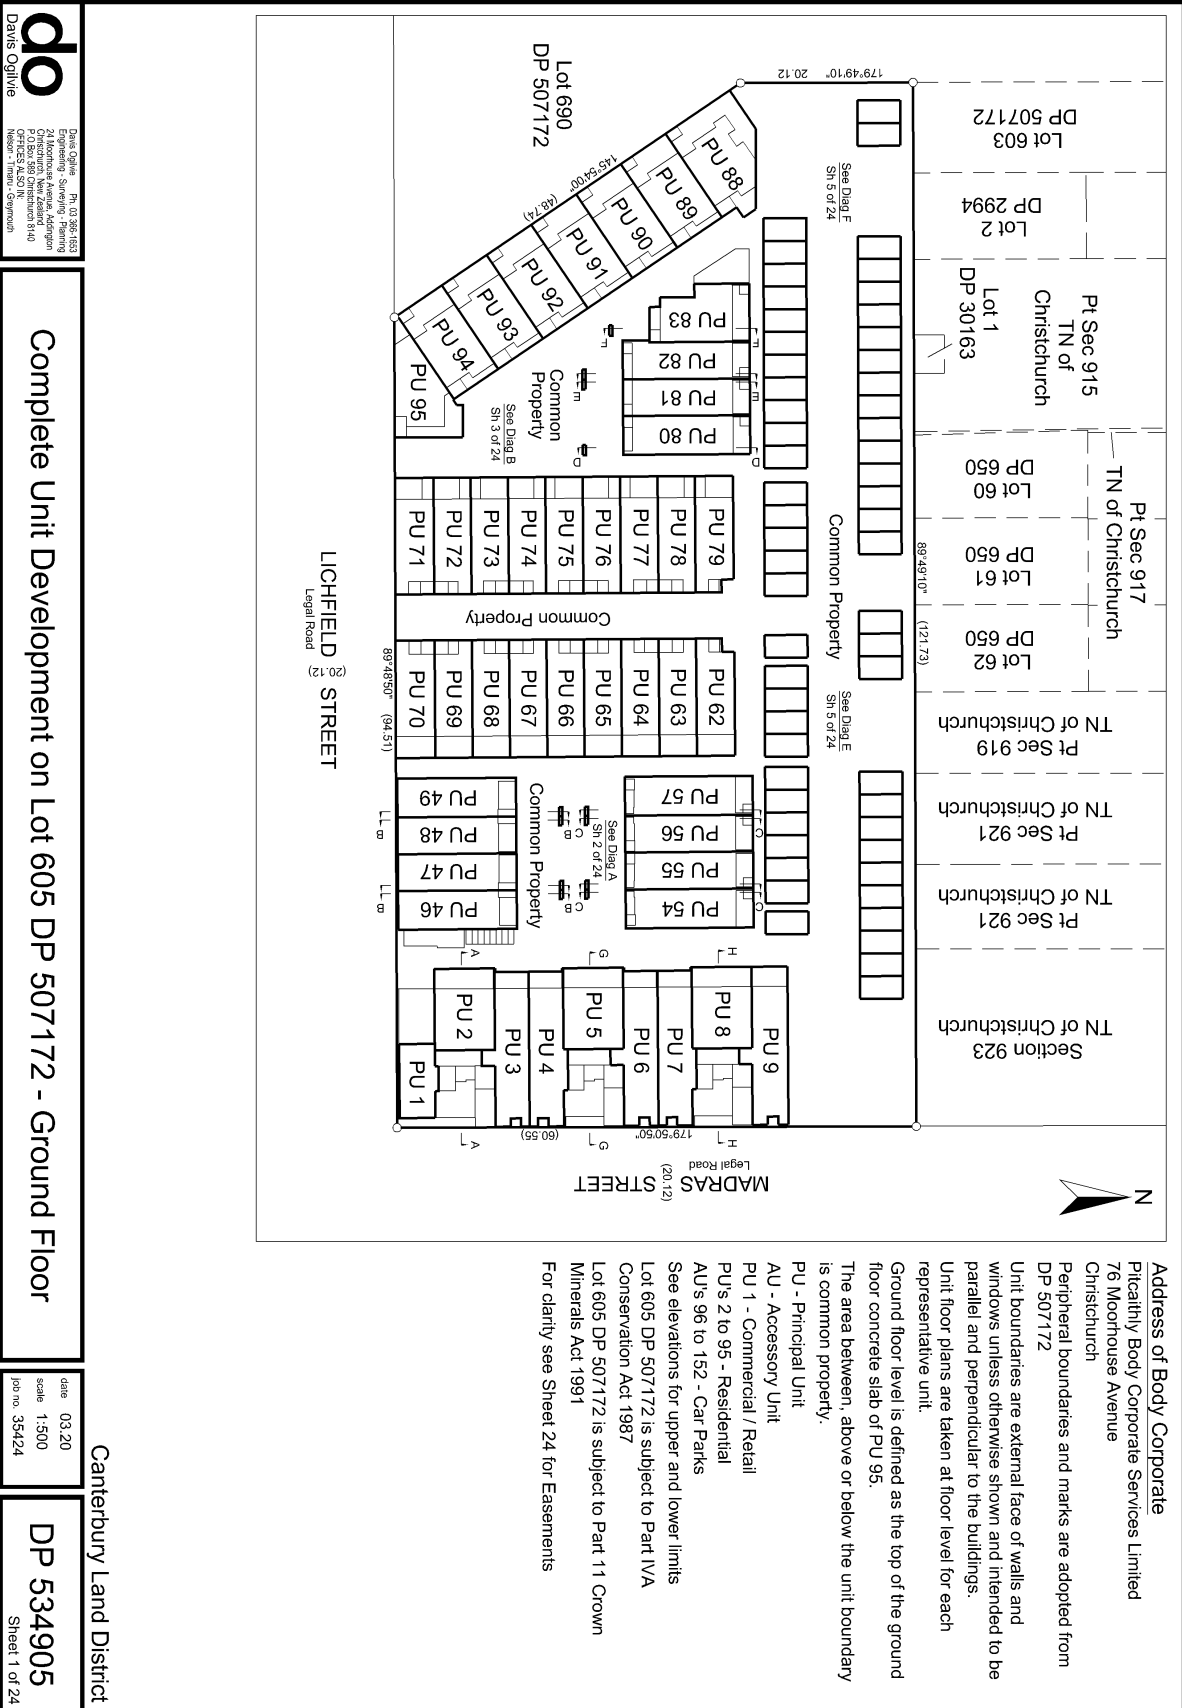 Lot 603
DP 507172
Lot 2
DP 2994
Pt Sec 915
TN of
Christchurch
Lot 1
DP 30163
Pt Sec 917
TN of Christchurch
Lot 60
DP 650
Lot 61
DP 650
Lot 62
DP 650
Pt Sec 919
TN of Christchurch
Pt Sec 921
TN of Christchurch
Pt Sec 921
TN of Christchurch
Section 923
TN of Christchurch
N
179°49'10" 20.12
89°49'10" (121.73)
See Diag F
Sh 5 of 24
Common Property
See Diag E
Sh 5 of 24
Lot 690
DP 507172
145°54'00"
(48.74)
PU 88
PU 89
PU 90
PU 91
PU 92
PU 93
PU 94
PU 95
PU 83
PU 82
PU 81
PU 80
F
F
E
E
D
D
Common
Property
See Diag B
Sh 3 of 24
PU 79
PU 78
PU 77
PU 76
PU 75
PU 74
PU 73
PU 72
PU 71
Common Property
PU 62
PU 63
PU 64
PU 65
PU 66
PU 67
PU 68
PU 69
PU 70
PU 57
PU 56
PU 55
PU 54
C
C
C
C
See Diag A
Sh 2 of 24
Common Property
B
B
B
B
PU 49
PU 48
PU 47
PU 46
A
G
H
PU 9
PU 8
PU 7
PU 6
PU 5
PU 4
PU 3
PU 2
PU 1
A
G
H
(60.55)
179°50'50"
MADRAS STREET
(20.12)
Legal Road
89°48'50" (94.51)
LICHFIELD STREET
(20.12)
Legal Road
Address of Body Corporate
Pitcaithly Body Corporate Services Limited
76 Moorhouse Avenue
Christchurch
Peripheral boundaries and marks are adopted from
DP 507172
Unit boundaries are external face of walls and
windows unless otherwise shown and intended to be
parallel and perpendicular to the buildings.
Unit floor plans are taken at floor level for each
representative unit.
Ground floor level is defined as the top of the ground
floor concrete slab of PU 95.
The area between, above or below the unit boundary
is common property.
PU - Principal Unit
AU - Accessory Unit
PU 1 - Commercial / Retail
PU's 2 to 95 - Residential
AU's 96 to 152 - Car Parks
See elevations for upper and lower limits
Lot 605 DP 507172 is subject to Part IVA
Conservation Act 1987
Lot 605 DP 507172 is subject to Part 11 Crown
Minerals Act 1991
For clarity see Sheet 24 for Easements
Canterbury Land District
do
Davis Ogilvie
Davis Ogilvie Ph. 03 366-1653
Engineering - Surveying - Planning
24 Moorhouse Avenue, Addington
Christchurch, New Zealand
P.O.Box 589 Christchurch 8140
OFFICES ALSO IN:
Nelson - Timaru - Greymouth
Complete Unit Development on Lot 605 DP 507172 - Ground Floor
date 03.20
scale 1:500
job no. 35424
DP 534905
Sheet 1 of 24